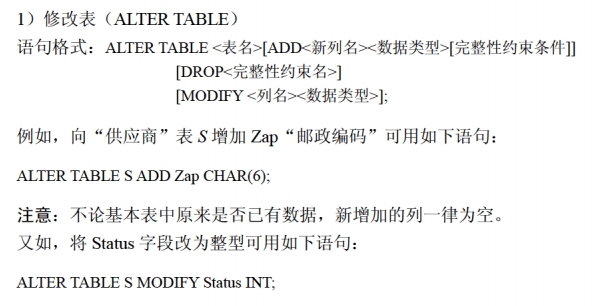 1）修改表（ALTER TABLE）
语句格式：ALTER TABLE <表名>[ADD<新列名><数据类型>[完整性约束条件]]
[DROP<完整性约束名>]
[MODIFY <列名><数据类型>];
例如，向“供应商”表 S 增加 Zap“邮政编码”可用如下语句：
ALTER TABLE S ADD Zap CHAR(6);
注意：不论基本表中原来是否已有数据，新增加的列一律为空。
又如，将 Status 字段改为整型可用如下语句：
ALTER TABLE S MODIFY Status INT;